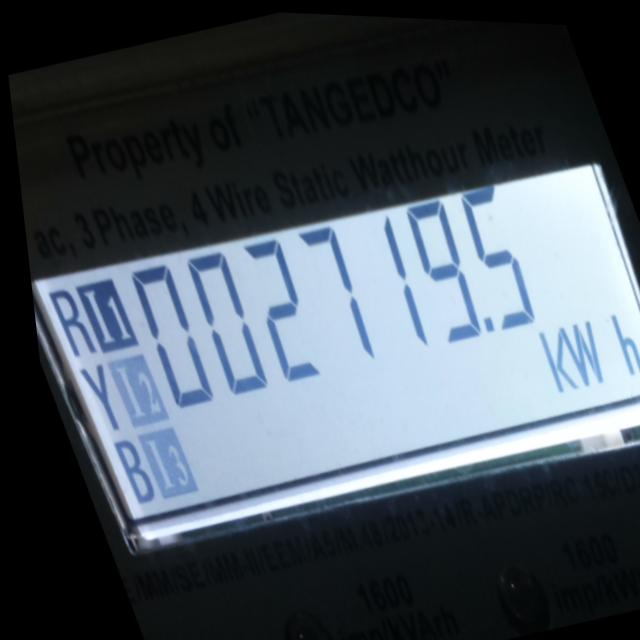 Property of "TANGEDCO"
ac, 3 Phase, 4 Wire Static Watthour Meter
R L1 002719.5
Y L2 kW h
B L3
1600
1600